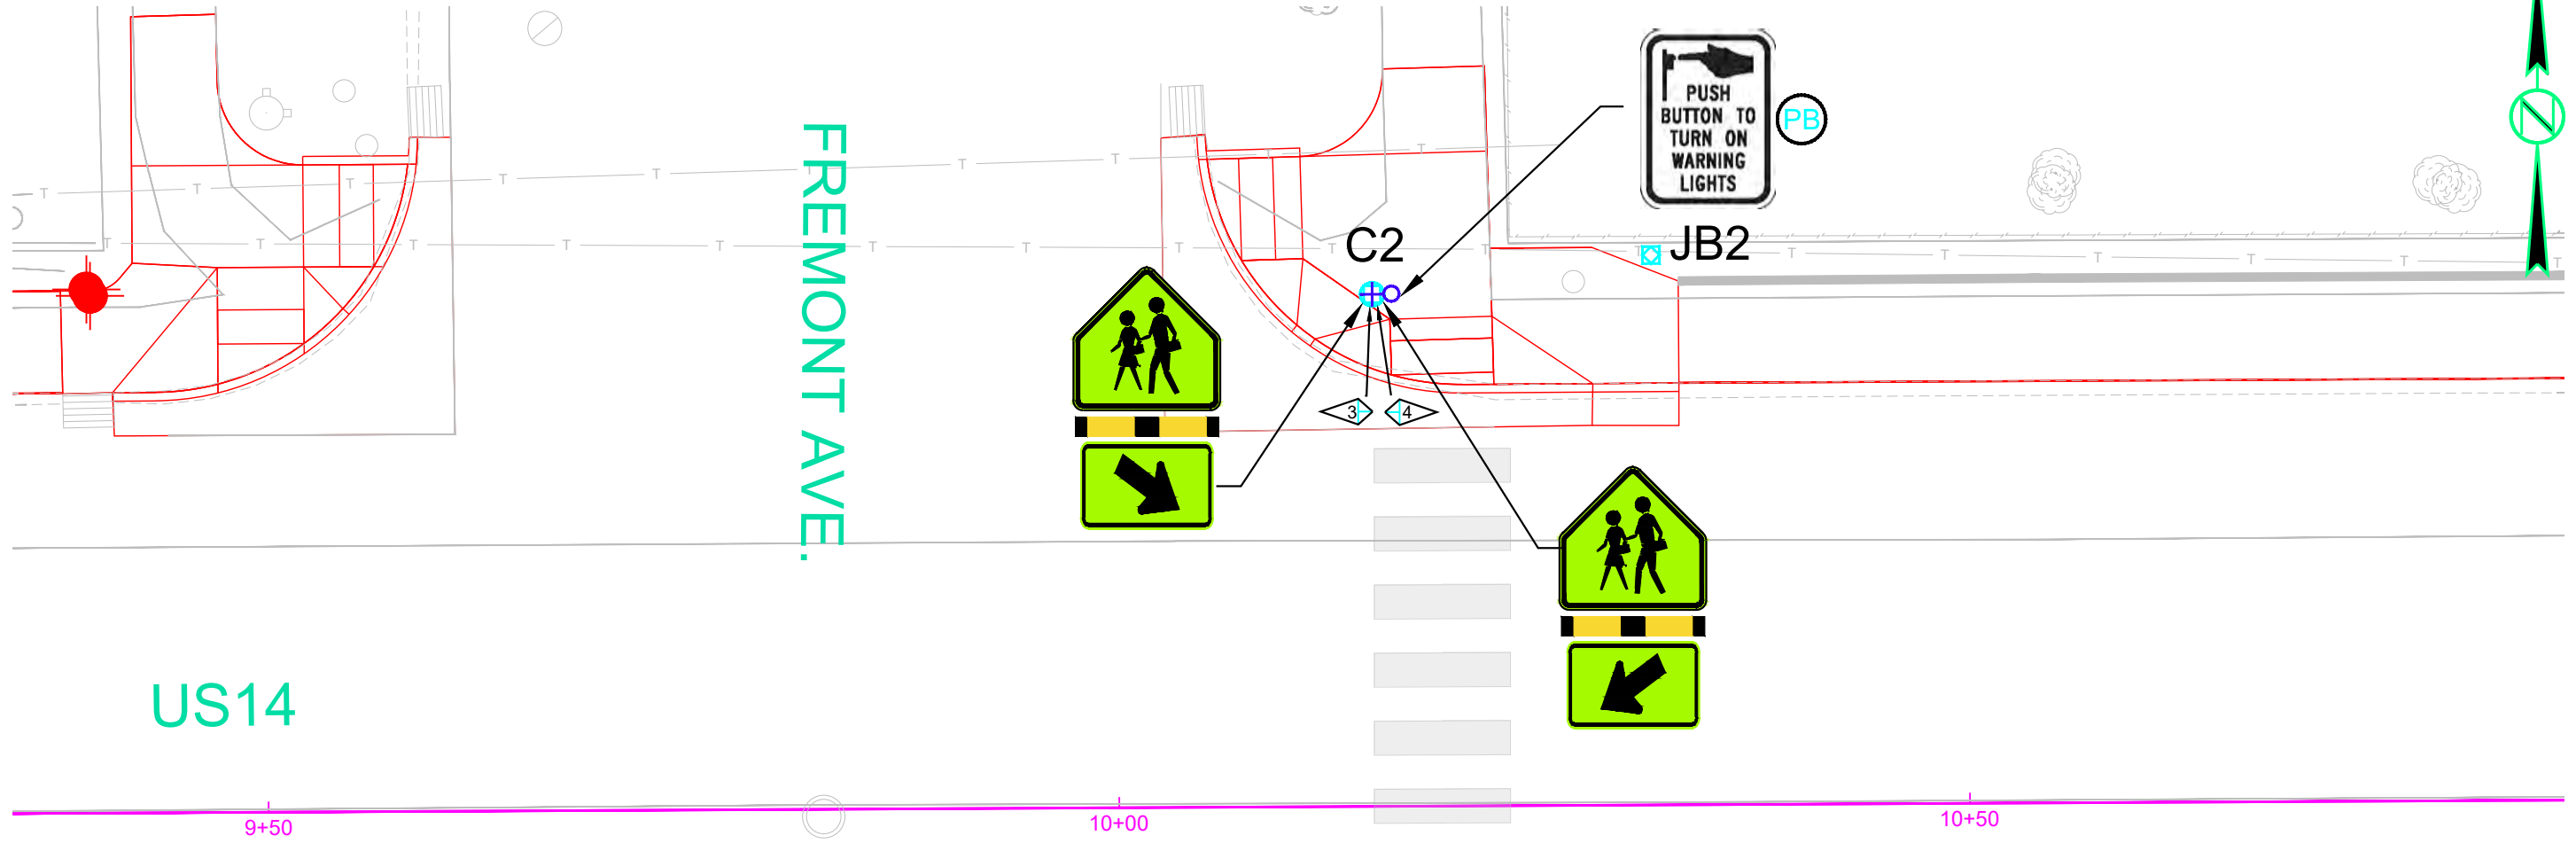 PUSH
BUTTON TO
TURN ON
WARNING
LIGHTS
PB
N
FREMONT AVE.
C2
JB2
3
4
US14
9+50
10+00
10+50
T T T T T T T T T
T T T T T T T T T T T T T T T T T